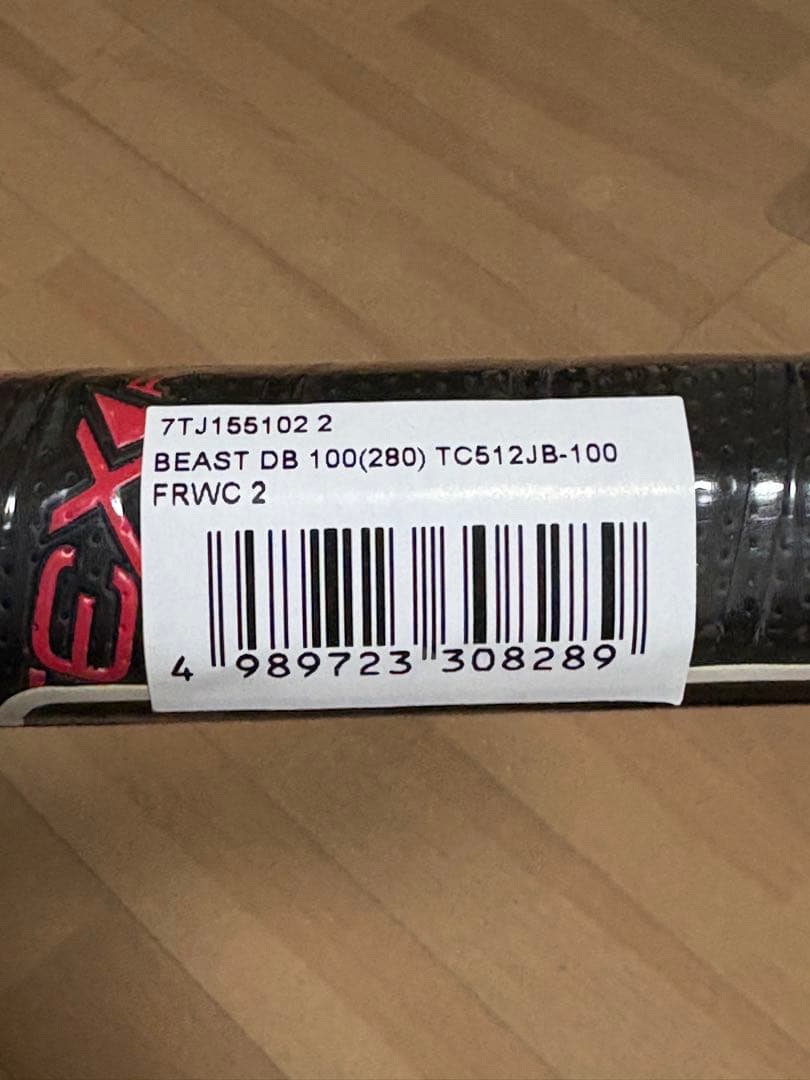 7TJ155102 2
BEAST DB 100(280) TC512JB-100
FRWC 2
4 989723 308289